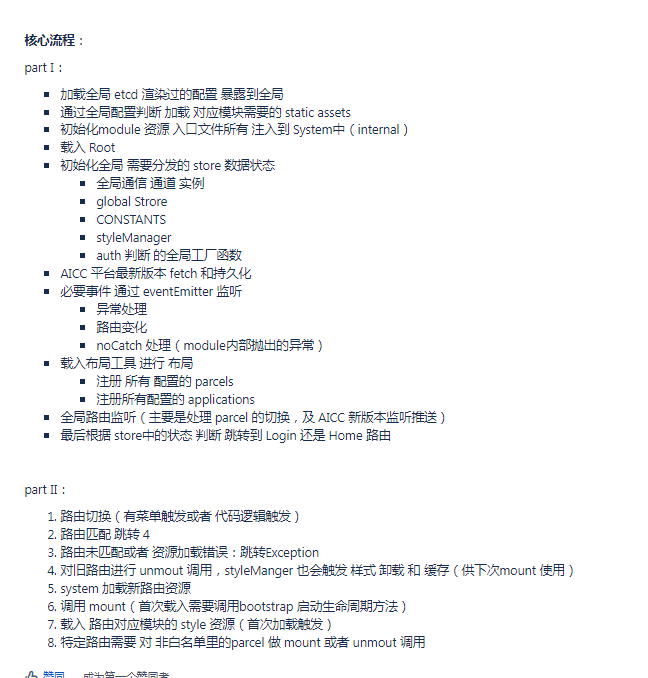 核心流程：
part I：
加载全局 etcd 渲染过的配置 暴露到全局
通过全局配置判断 加载 对应模块需要的 static assets
初始化module 资源 入口文件所有 注入到 System中（internal）
载入 Root
初始化全局 需要分发的 store 数据状态
全局通信 通道 实例
global Strore
CONSTANTS
styleManager
auth 判断 的全局工厂函数
AICC 平台最新版本 fetch 和持久化
必要事件 通过 eventEmitter 监听
异常处理
路由变化
noCatch 处理（module内部抛出的异常）
载入布局工具 进行 布局
注册 所有 配置的 parcels
注册所有配置的 applications
全局路由监听（主要是处理 parcel 的切换，及 AICC 新版本监听推送）
最后根据 store中的状态 判断 跳转到 Login 还是 Home 路由
part II：
1. 路由切换（有菜单触发或者 代码逻辑触发）
2. 路由匹配 跳转 4
3. 路由未匹配或者 资源加载错误：跳转Exception
4. 对旧路由进行 unmout 调用，styleManger 也会触发 样式 卸载 和 缓存（供下次mount 使用）
5. system 加载新路由资源
6. 调用 mount（首次载入需要调用bootstrap 启动生命周期方法）
7. 载入 路由对应模块的 style 资源（首次加载触发）
8. 特定路由需要 对 非白名单里的parcel 做 mount 或者 unmout 调用
赞同 成为第一个赞同者